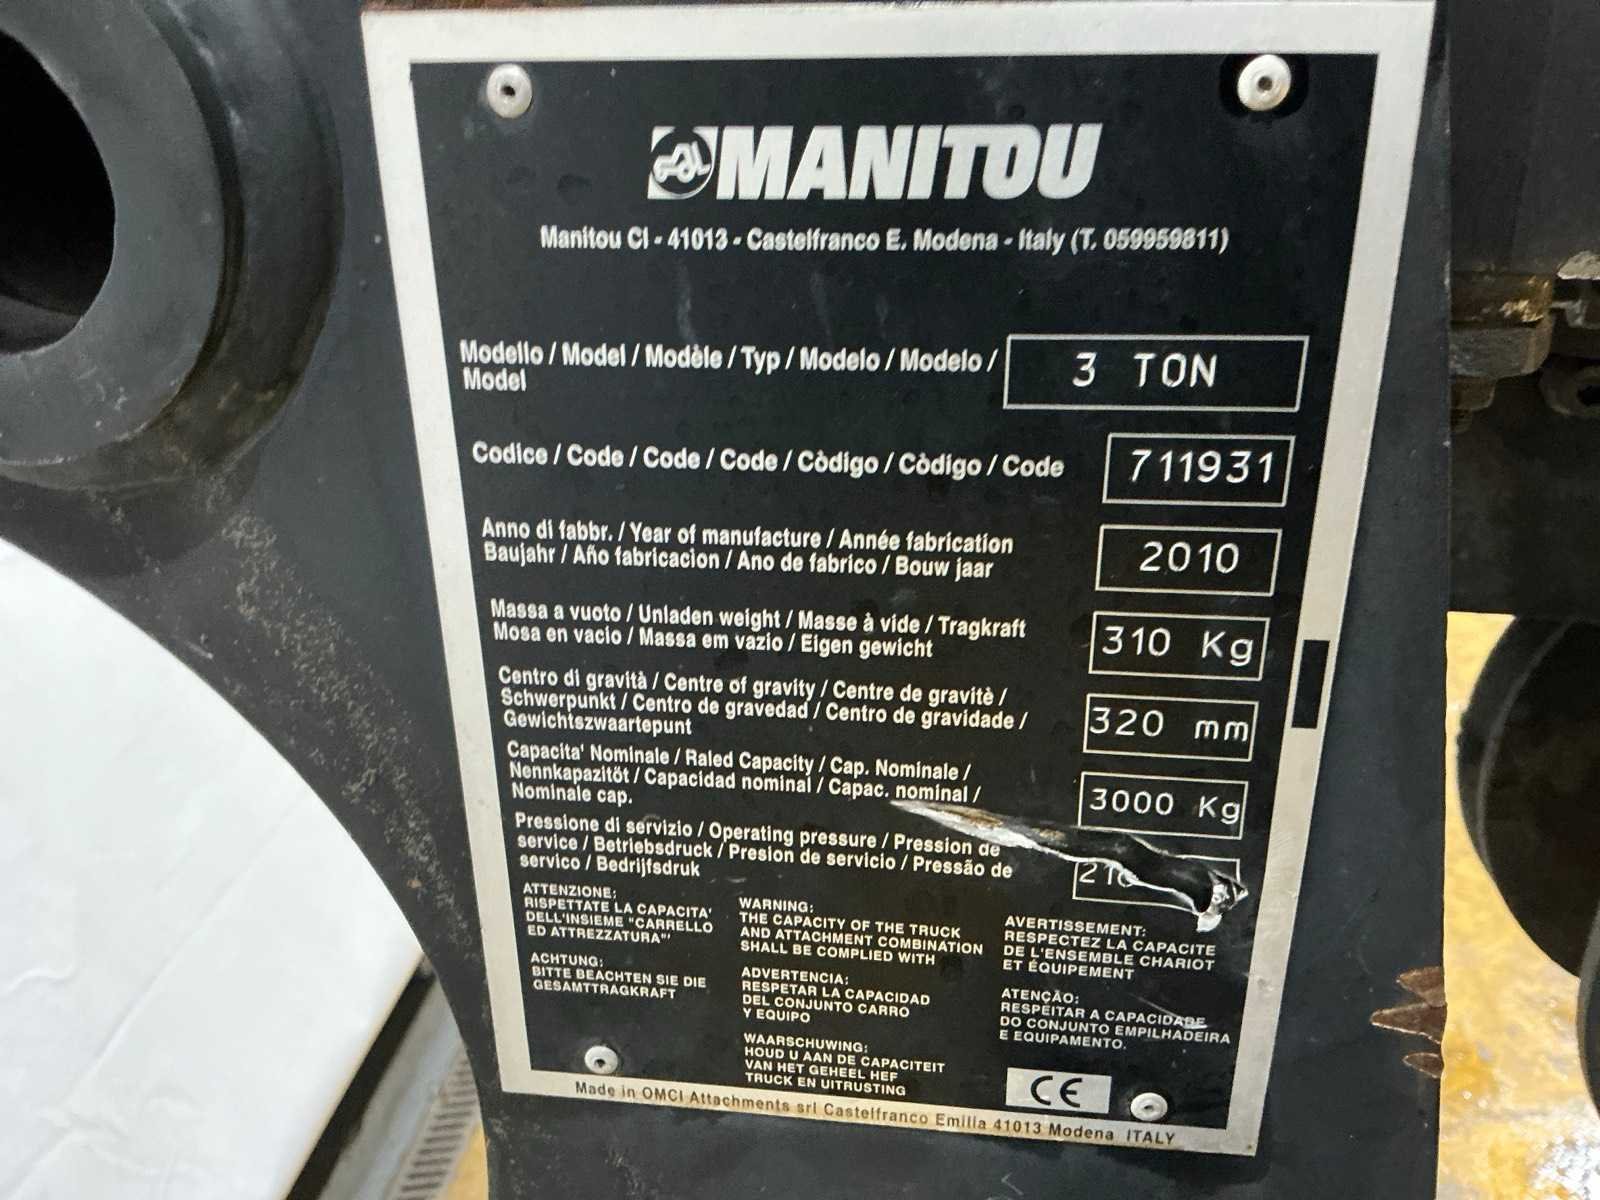 MANITOU
Manitou CI - 41013 - Castelfranco E. Modena - Italy (T. 059959811)
Modello / Model / Modèle / Typ / Modelo / Modelo /
Model
3 TON
Codice / Code / Code / Code / Còdigo / Còdigo / Code
711931
Anno di fabbr. / Year of manufacture / Année fabrication
Baujahr / Año fabricacion / Ano de fabrico / Bouw jaar
2010
Massa a vuoto / Unladen weight / Masse à vide / Tragkraft
Mosa en vacio / Massa em vazio / Eigen gewicht
310 Kg
Centro di gravità / Centre of gravity / Centre de gravitè /
Schwerpunkt / Centro de gravedad / Centro de gravidade /
Gewichtszwaartepunt
320 mm
Capacita' Nominale / Raled Capacity / Cap. Nominale /
Nennkapazitöt / Capacidad nominal / Capac. nominal /
Nominale cap.
3000 Kg
Pressione di servizio / Operating pressure / Pression de
service / Betriebsdruck / Presion de servicio / Pressão de
servico / Bedrijfsdruk
ATTENZIONE:
RISPETTATE LA CAPACITA'
DELL'INSIEME "CARRELLO
ED ATTREZZATURA"'
ACHTUNG:
BITTE BEACHTEN SIE DIE
GESAMTTRAGKRAFT
WARNING:
THE CAPACITY OF THE TRUCK
AND ATTACHMENT COMBINATION
SHALL BE COMPLIED WITH
ADVERTENCIA:
RESPETAR LA CAPACIDAD
DEL CONJUNTO CARRO
Y EQUIPO
WAARSCHUWING:
HOUD U AAN DE CAPACITEIT
VAN HET GEHEEL HEF
TRUCK EN UITRUSTING
AVERTISSEMENT:
RESPECTEZ LA CAPACITE
DE L'ENSEMBLE CHARIOT
ET ÉQUIPEMENT
ATENÇÃO:
RESPEITAR A CAPACIDADE
DO CONJUNTO EMPILHADEIRA
E EQUIPAMENTO.
CE
Made in OMCI Attachments srl Castelfranco Emilia 41013 Modena ITALY